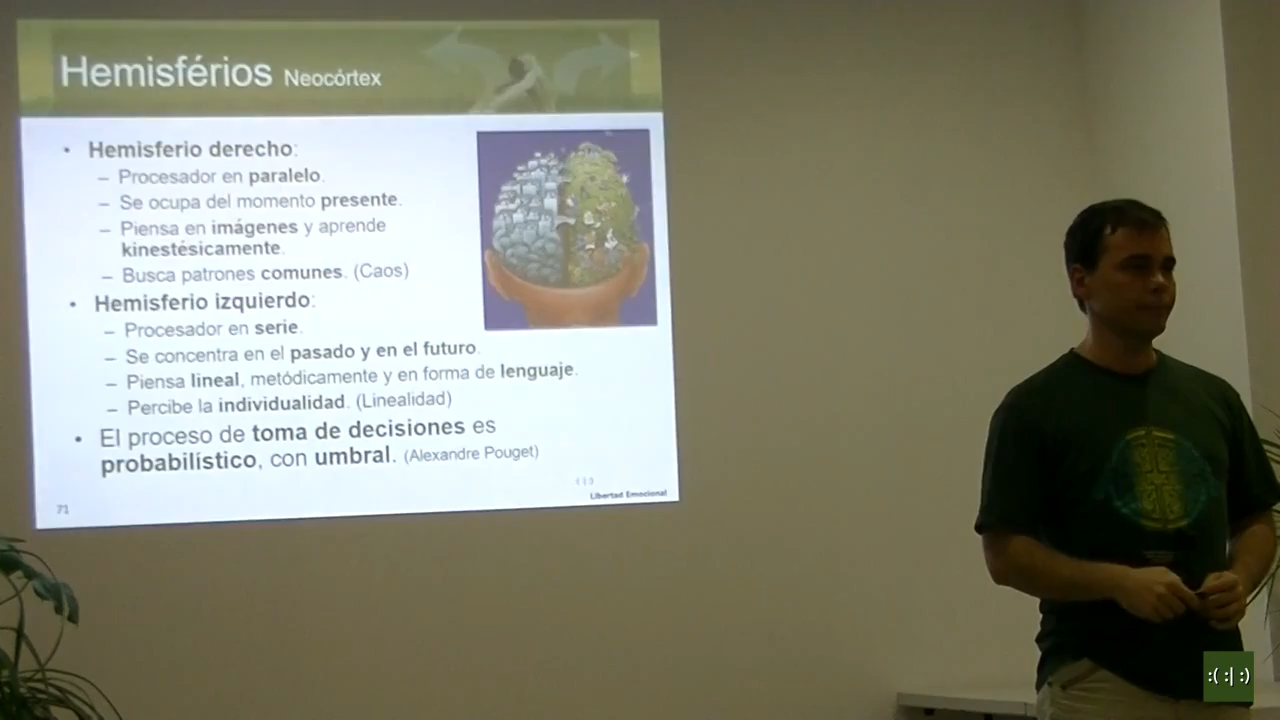 Hemisférios Neocórtex
• Hemisferio derecho:
– Procesador en paralelo.
– Se ocupa del momento presente.
– Piensa en imágenes y aprende
kinestésicamente.
– Busca patrones comunes. (Caos)
• Hemisferio izquierdo:
– Procesador en serie.
– Se concentra en el pasado y en el futuro.
– Piensa lineal, metódicamente y en forma de lenguaje.
– Percibe la individualidad. (Linealidad)
• El proceso de toma de decisiones es
probabilístico, con umbral. (Alexandre Pouget)
Libertad Emocional
71
:( :| :)